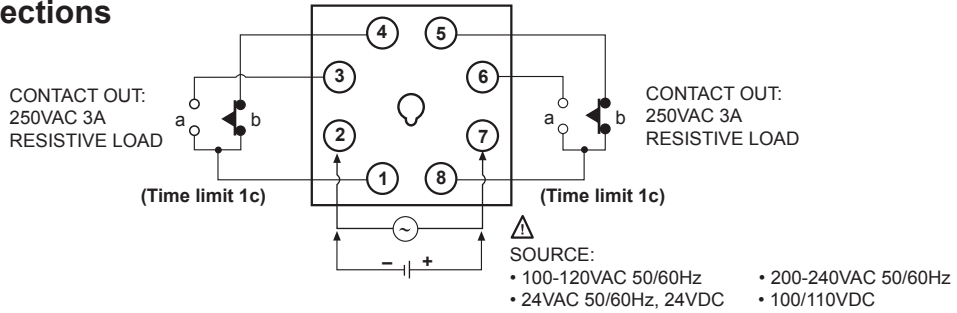 ections
4
5
3
6
CONTACT OUT:
250VAC 3A
RESISTIVE LOAD
a
b
2
7
a
b
CONTACT OUT:
250VAC 3A
RESISTIVE LOAD
1
8
(Time limit 1c)
(Time limit 1c)
~
− +
SOURCE:
• 100-120VAC 50/60Hz
• 200-240VAC 50/60Hz
• 24VAC 50/60Hz, 24VDC
• 100/110VDC